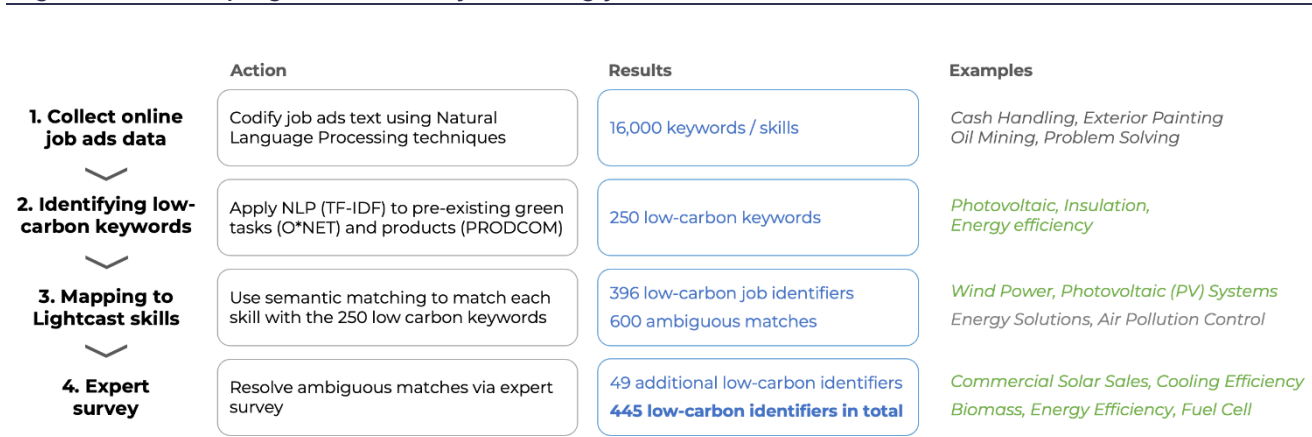 Action
Results
Examples
1. Collect online
job ads data
Codify job ads text using Natural
Language Processing techniques
16,000 keywords / skills
Cash Handling, Exterior Painting
Oil Mining, Problem Solving
2. Identifying low-
carbon keywords
Apply NLP (TF-IDF) to pre-existing green
tasks (O*NET) and products (PRODCOM)
250 low-carbon keywords
Photovoltaic, Insulation,
Energy efficiency
3. Mapping to
Lightcast skills
Use semantic matching to match each
skill with the 250 low carbon keywords
396 low-carbon job identifiers
600 ambiguous matches
Wind Power, Photovoltaic (PV) Systems
Energy Solutions, Air Pollution Control
4. Expert
survey
Resolve ambiguous matches via expert
survey
49 additional low-carbon identifiers
445 low-carbon identifiers in total
Commercial Solar Sales, Cooling Efficiency
Biomass, Energy Efficiency, Fuel Cell